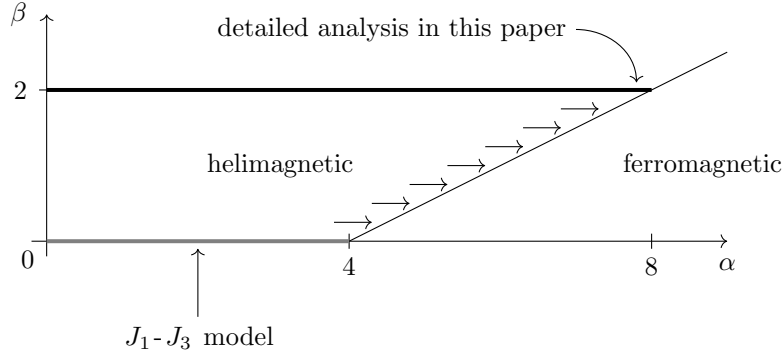 β
detailed analysis in this paper
2
helimagnetic
ferromagnetic
0
4
8
α
J₁-J₃ model